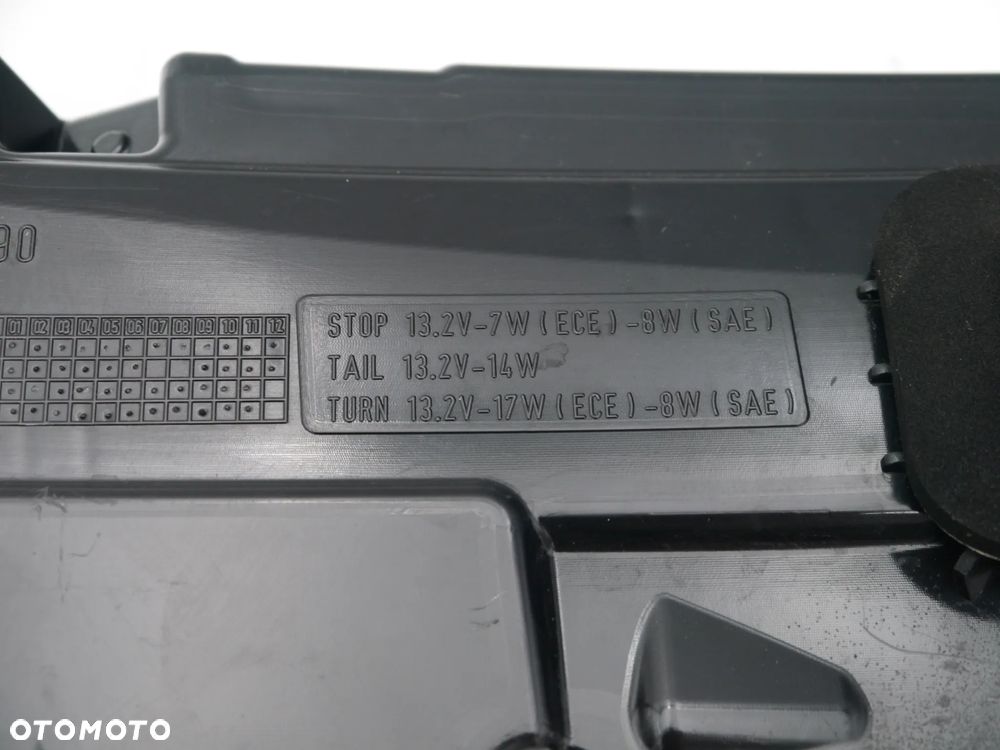 90
01 02 03 04 05 06 07 08 09 10 11 12
STOP 13.2V-7W (ECE) -8W (SAE)
TAIL 13.2V-14W
TURN 13.2V-17W (ECE) -8W (SAE)
OTOMOTO
OTOMOTO